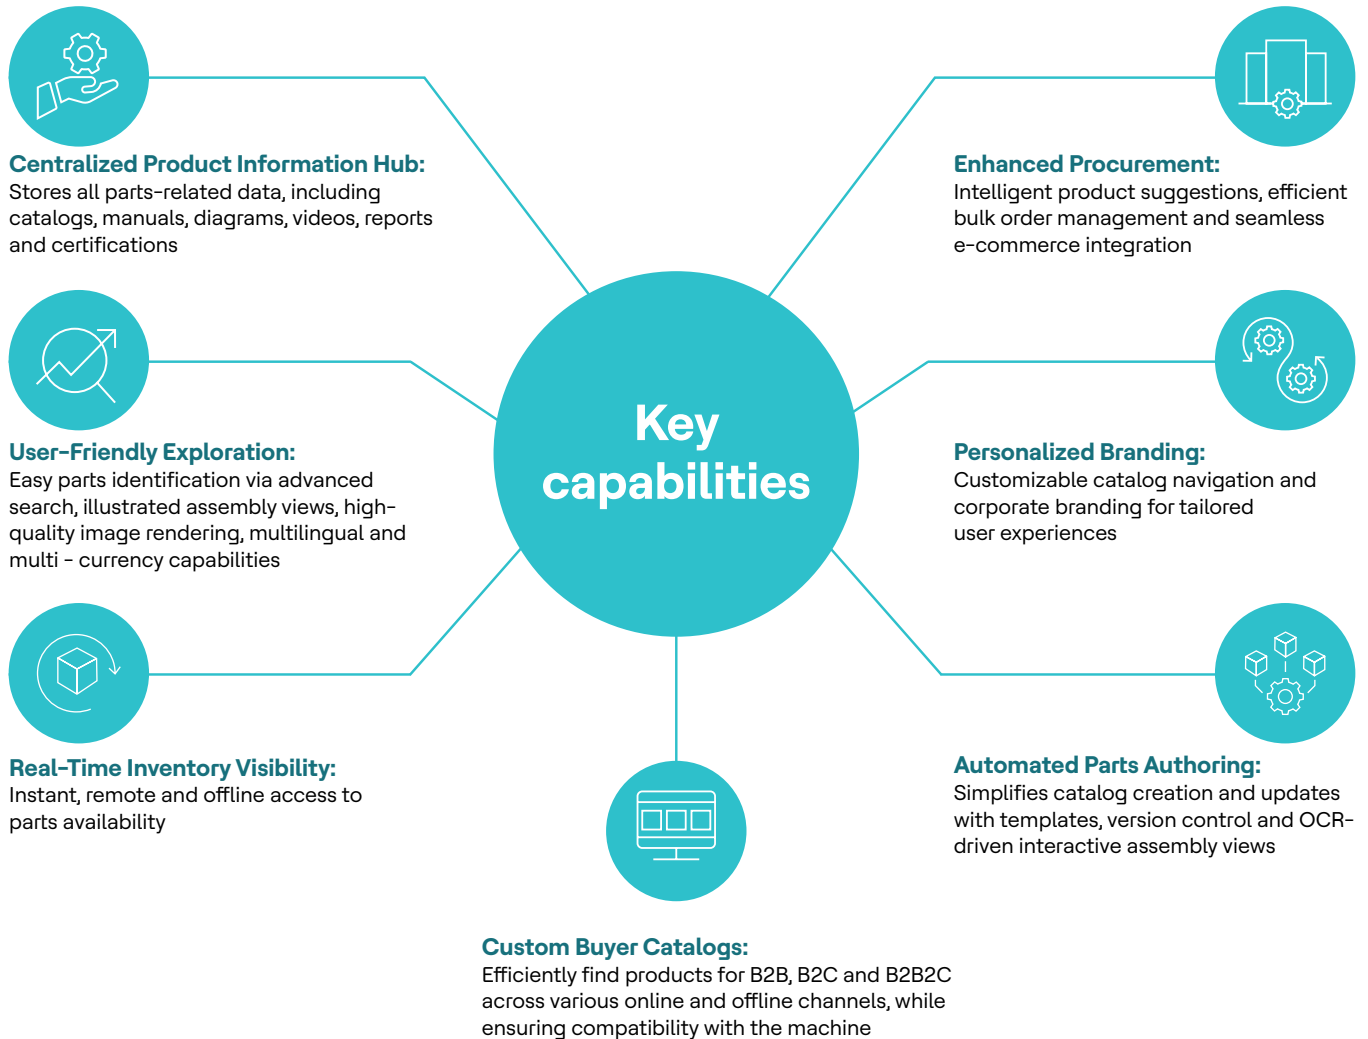 Centralized Product Information Hub:
Stores all parts-related data, including
catalogs, manuals, diagrams, videos, reports
and certifications
User-Friendly Exploration:
Easy parts identification via advanced
search, illustrated assembly views, high-
quality image rendering, multilingual and
multi - currency capabilities
Real-Time Inventory Visibility:
Instant, remote and offline access to
parts availability
Key
capabilities
Enhanced Procurement:
Intelligent product suggestions, efficient
bulk order management and seamless
e-commerce integration
Personalized Branding:
Customizable catalog navigation and
corporate branding for tailored
user experiences
Automated Parts Authoring:
Simplifies catalog creation and updates
with templates, version control and OCR-
driven interactive assembly views
Custom Buyer Catalogs:
Efficiently find products for B2B, B2C and B2B2C
across various online and offline channels, while
ensuring compatibility with the machine